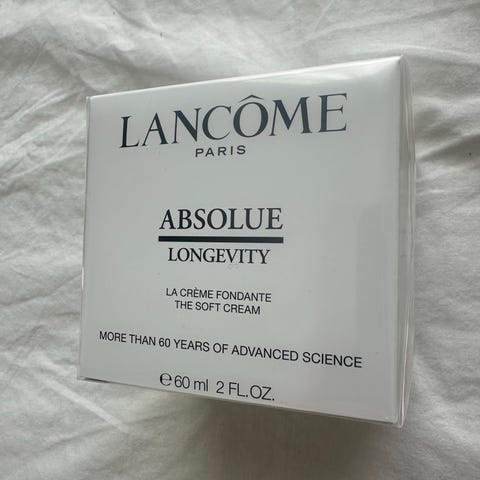 LANCÔME
PARIS
ABSOLUE
LONGEVITY
LA CRÈME FONDANTE
THE SOFT CREAM
MORE THAN 60 YEARS OF ADVANCED SCIENCE
℮60 ml 2 FL.OZ.